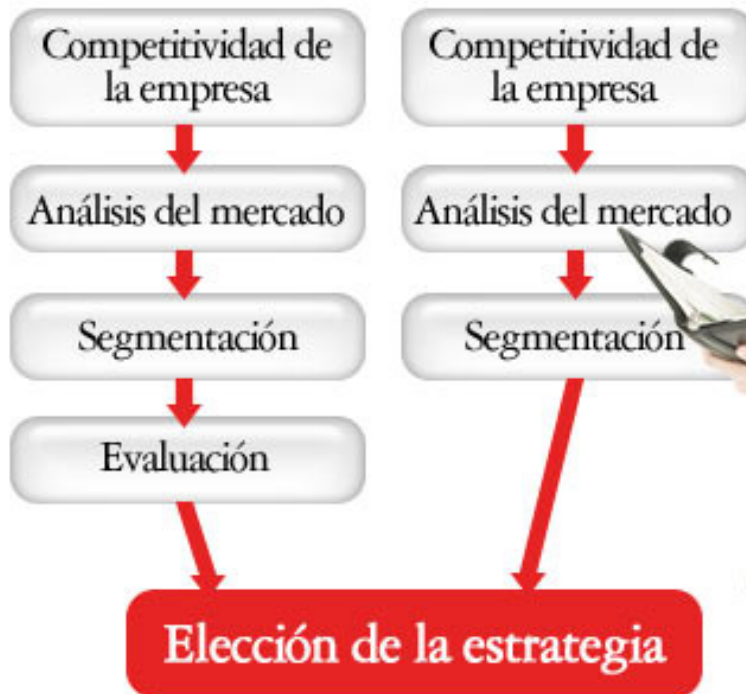 Competitividad de
la empresa
Análisis del mercado
Segmentación
Evaluación
Competitividad de
la empresa
Análisis del mercado
Segmentación
Elección de la estrategia